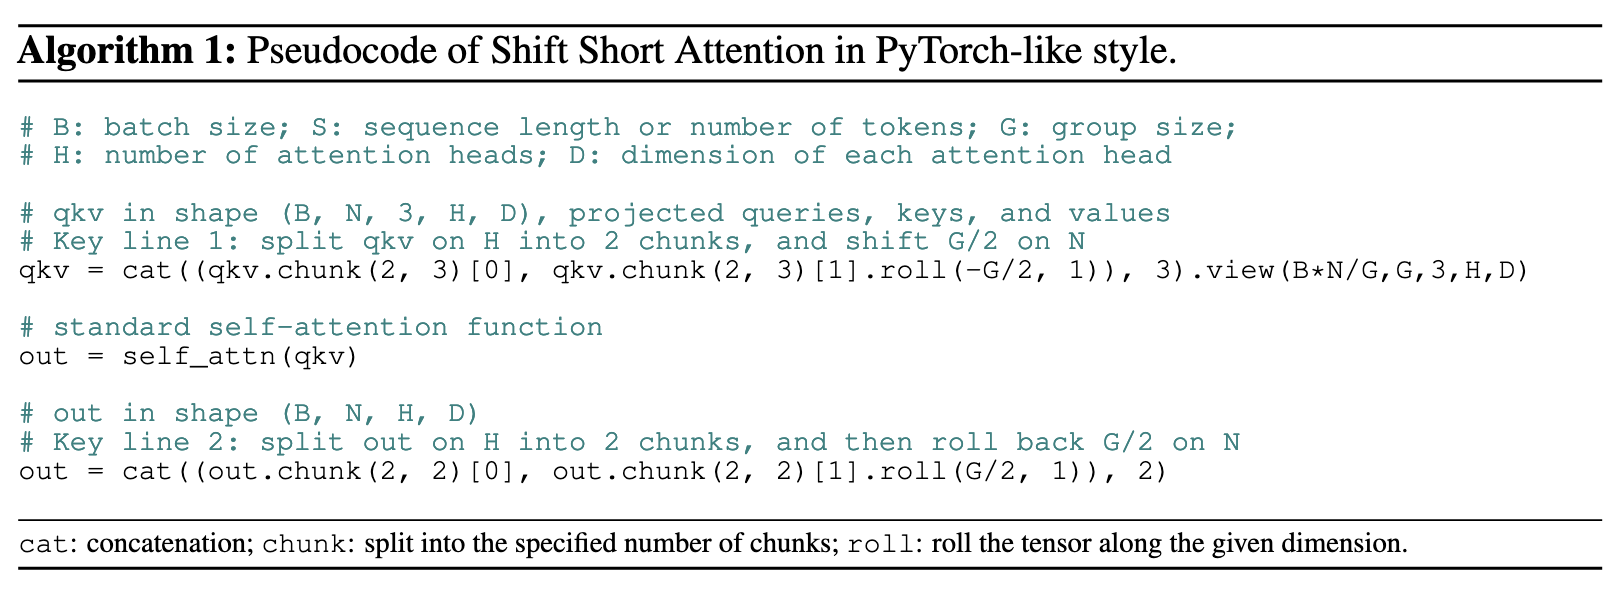 Algorithm 1: Pseudocode of Shift Short Attention in PyTorch-like style.
# B: batch size; S: sequence length or number of tokens; G: group size;
# H: number of attention heads; D: dimension of each attention head
# qkv in shape (B, N, 3, H, D), projected queries, keys, and values
# Key line 1: split qkv on H into 2 chunks, and shift G/2 on N
qkv = cat((qkv.chunk(2, 3)[0], qkv.chunk(2, 3)[1].roll(-G/2, 1)), 3).view(B*N/G,G,3,H,D)
# standard self-attention function
out = self_attn(qkv)
# out in shape (B, N, H, D)
# Key line 2: split out on H into 2 chunks, and then roll back G/2 on N
out = cat((out.chunk(2, 2)[0], out.chunk(2, 2)[1].roll(G/2, 1)), 2)
cat: concatenation; chunk: split into the specified number of chunks; roll: roll the tensor along the given dimension.